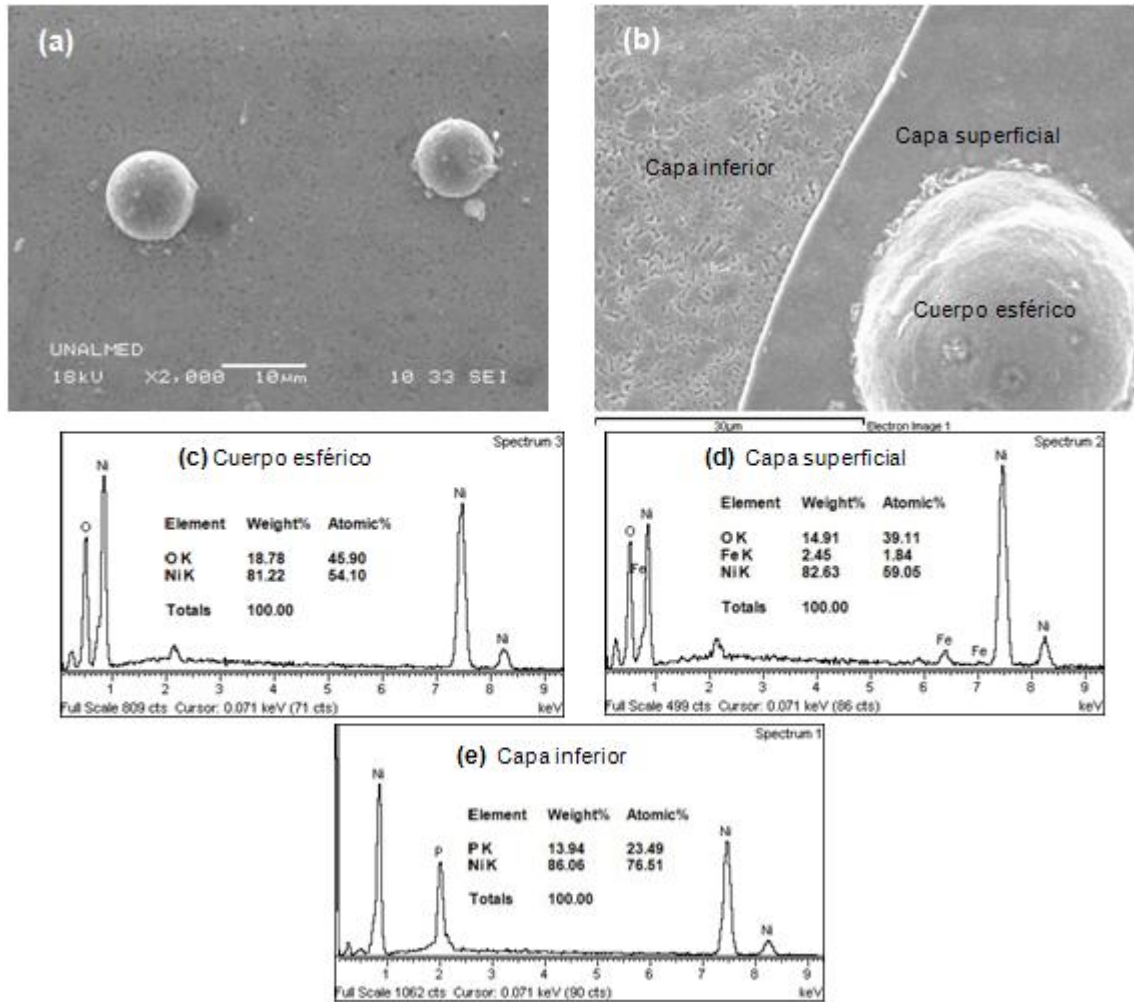 (a)
UNALMED
18kV X2,000 10μm 10 33 SEI
(b)
Capa superficial
Capa inferior
Cuerpo esférico
30μm Electron Image 1
Spectrum 3
(c) Cuerpo esférico
Ni
O
Ni
Ni
Element Weight% Atomic%
O K 18.78 45.90
Ni K 81.22 54.10
Totals 100.00
1 2 3 4 5 6 7 8 9
Full Scale 809 cts Cursor: 0.071 keV (71 cts) keV
Spectrum 2
(d) Capa superficial
Ni
O
Ni
Fe
Fe
Fe
Ni
Element Weight% Atomic%
O K 14.91 39.11
Fe K 2.45 1.84
Ni K 82.63 59.05
Totals 100.00
1 2 3 4 5 6 7 8 9
Full Scale 499 cts Cursor: 0.071 keV (86 cts) keV
Spectrum 1
(e) Capa inferior
Ni
P
Ni
Ni
Element Weight% Atomic%
P K 13.94 23.49
Ni K 86.06 76.51
Totals 100.00
1 2 3 4 5 6 7 8 9
Full Scale 1062 cts Cursor: 0.071 keV (90 cts) keV